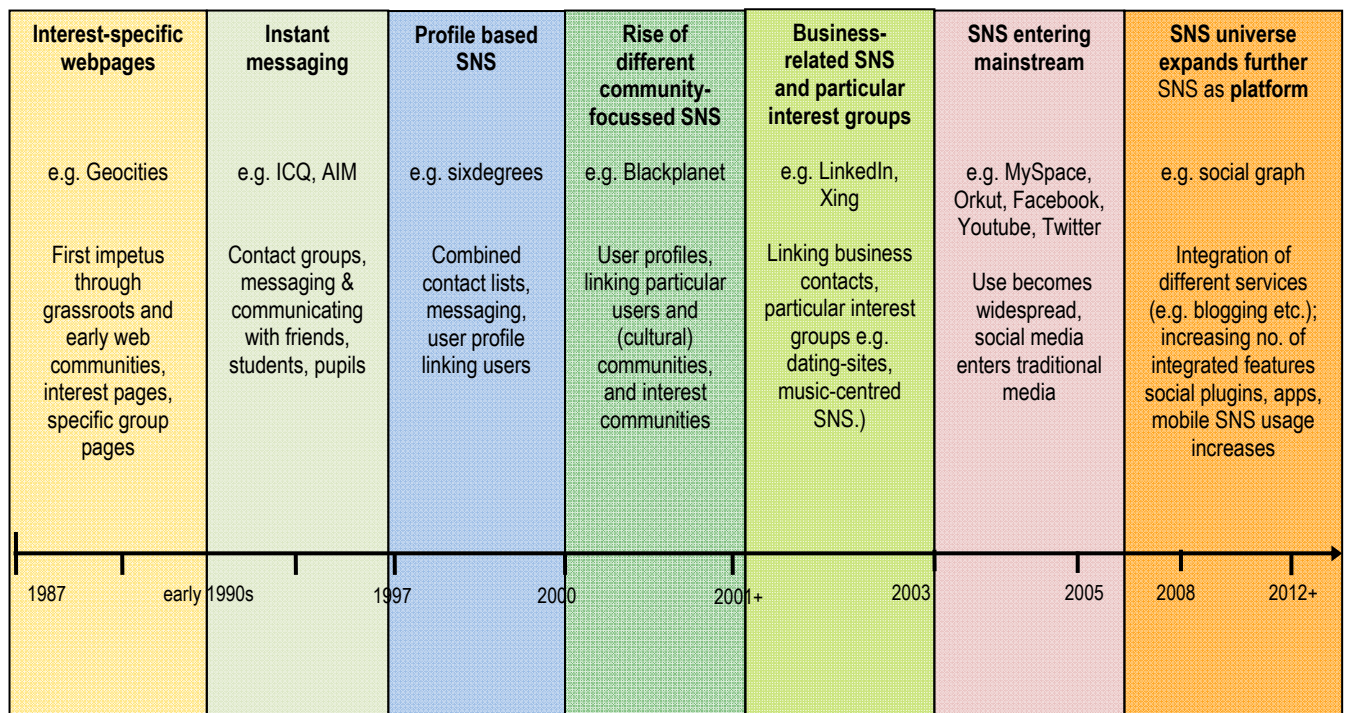 Interest-specific
webpages
e.g. Geocities
First impetus
through
grassroots and
early web
communities,
interest pages,
specific group
pages
Instant
messaging
e.g. ICQ, AIM
Contact groups,
messaging &
communicating
with friends,
students, pupils
Profile based
SNS
e.g. sixdegrees
Combined
contact lists,
messaging,
user profile
linking users
Rise of
different
community-
focussed SNS
e.g. Blackplanet
User profiles,
linking particular
users and
(cultural)
communities,
and interest
communities
Business-
related SNS
and particular
interest groups
e.g. LinkedIn,
Xing
Linking business
contacts,
particular interest
groups e.g.
dating-sites,
music-centred
SNS.)
SNS entering
mainstream
e.g. MySpace,
Orkut, Facebook,
Youtube, Twitter
Use becomes
widespread,
social media
enters traditional
media
SNS universe
expands further
SNS as platform
e.g. social graph
Integration of
different services
(e.g. blogging etc.);
increasing no. of
integrated features
social plugins, apps,
mobile SNS usage
increases
1987
early 1990s
1997
2000
2001+
2003
2005
2008
2012+